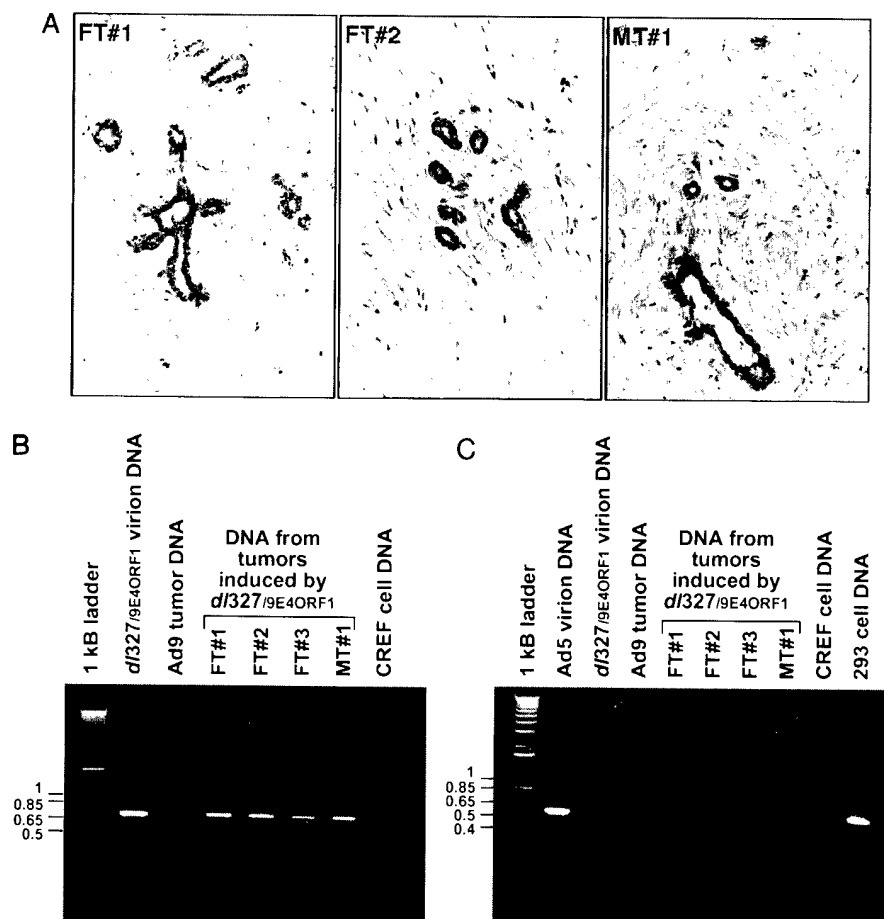 A
FT#1
FT#2
MT#1
B
1 kB ladder
dl327/9E4ORF1 virion DNA
Ad9 tumor DNA
DNA from
tumors
induced by
dl327/9E4ORF1
FT#1
FT#2
FT#3
MT#1
CREF cell DNA
1
0.85
0.65
0.5
C
1 kB ladder
Ad5 virion DNA
dl327/9E4ORF1 virion DNA
Ad9 tumor DNA
DNA from
tumors
induced by
dl327/9E4ORF1
FT#1
FT#2
FT#3
MT#1
CREF cell DNA
293 cell DNA
1
0.85
0.65
0.5
0.4